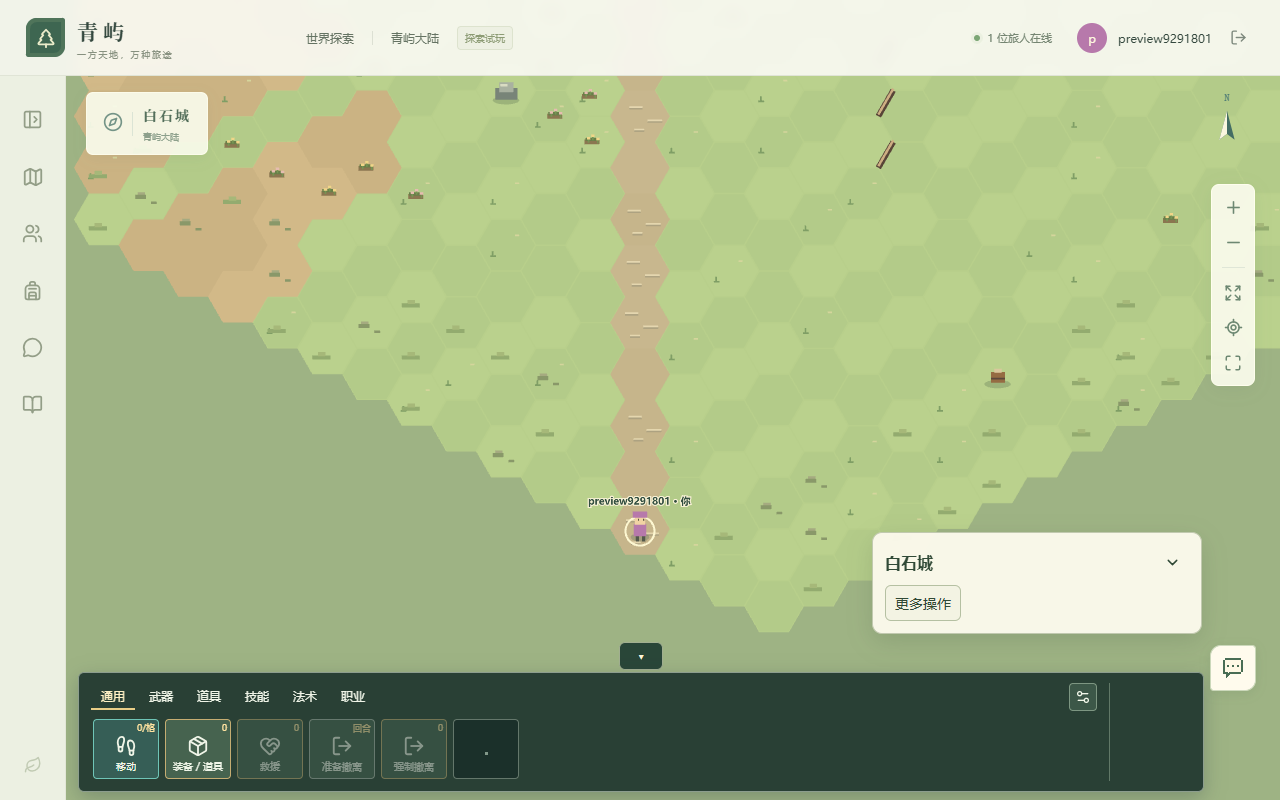 青屿
一方天地，万种旅途
世界探索
青屿大陆
探索试玩
1 位旅人在线
p
preview9291801
白石城
青屿大陆
N
preview9291801 • 你
白石城
更多操作
通用
武器
道具
技能
法术
职业
0/格
移动
0
装备 / 道具
0
救援
回合
准备撤离
0
强制撤离